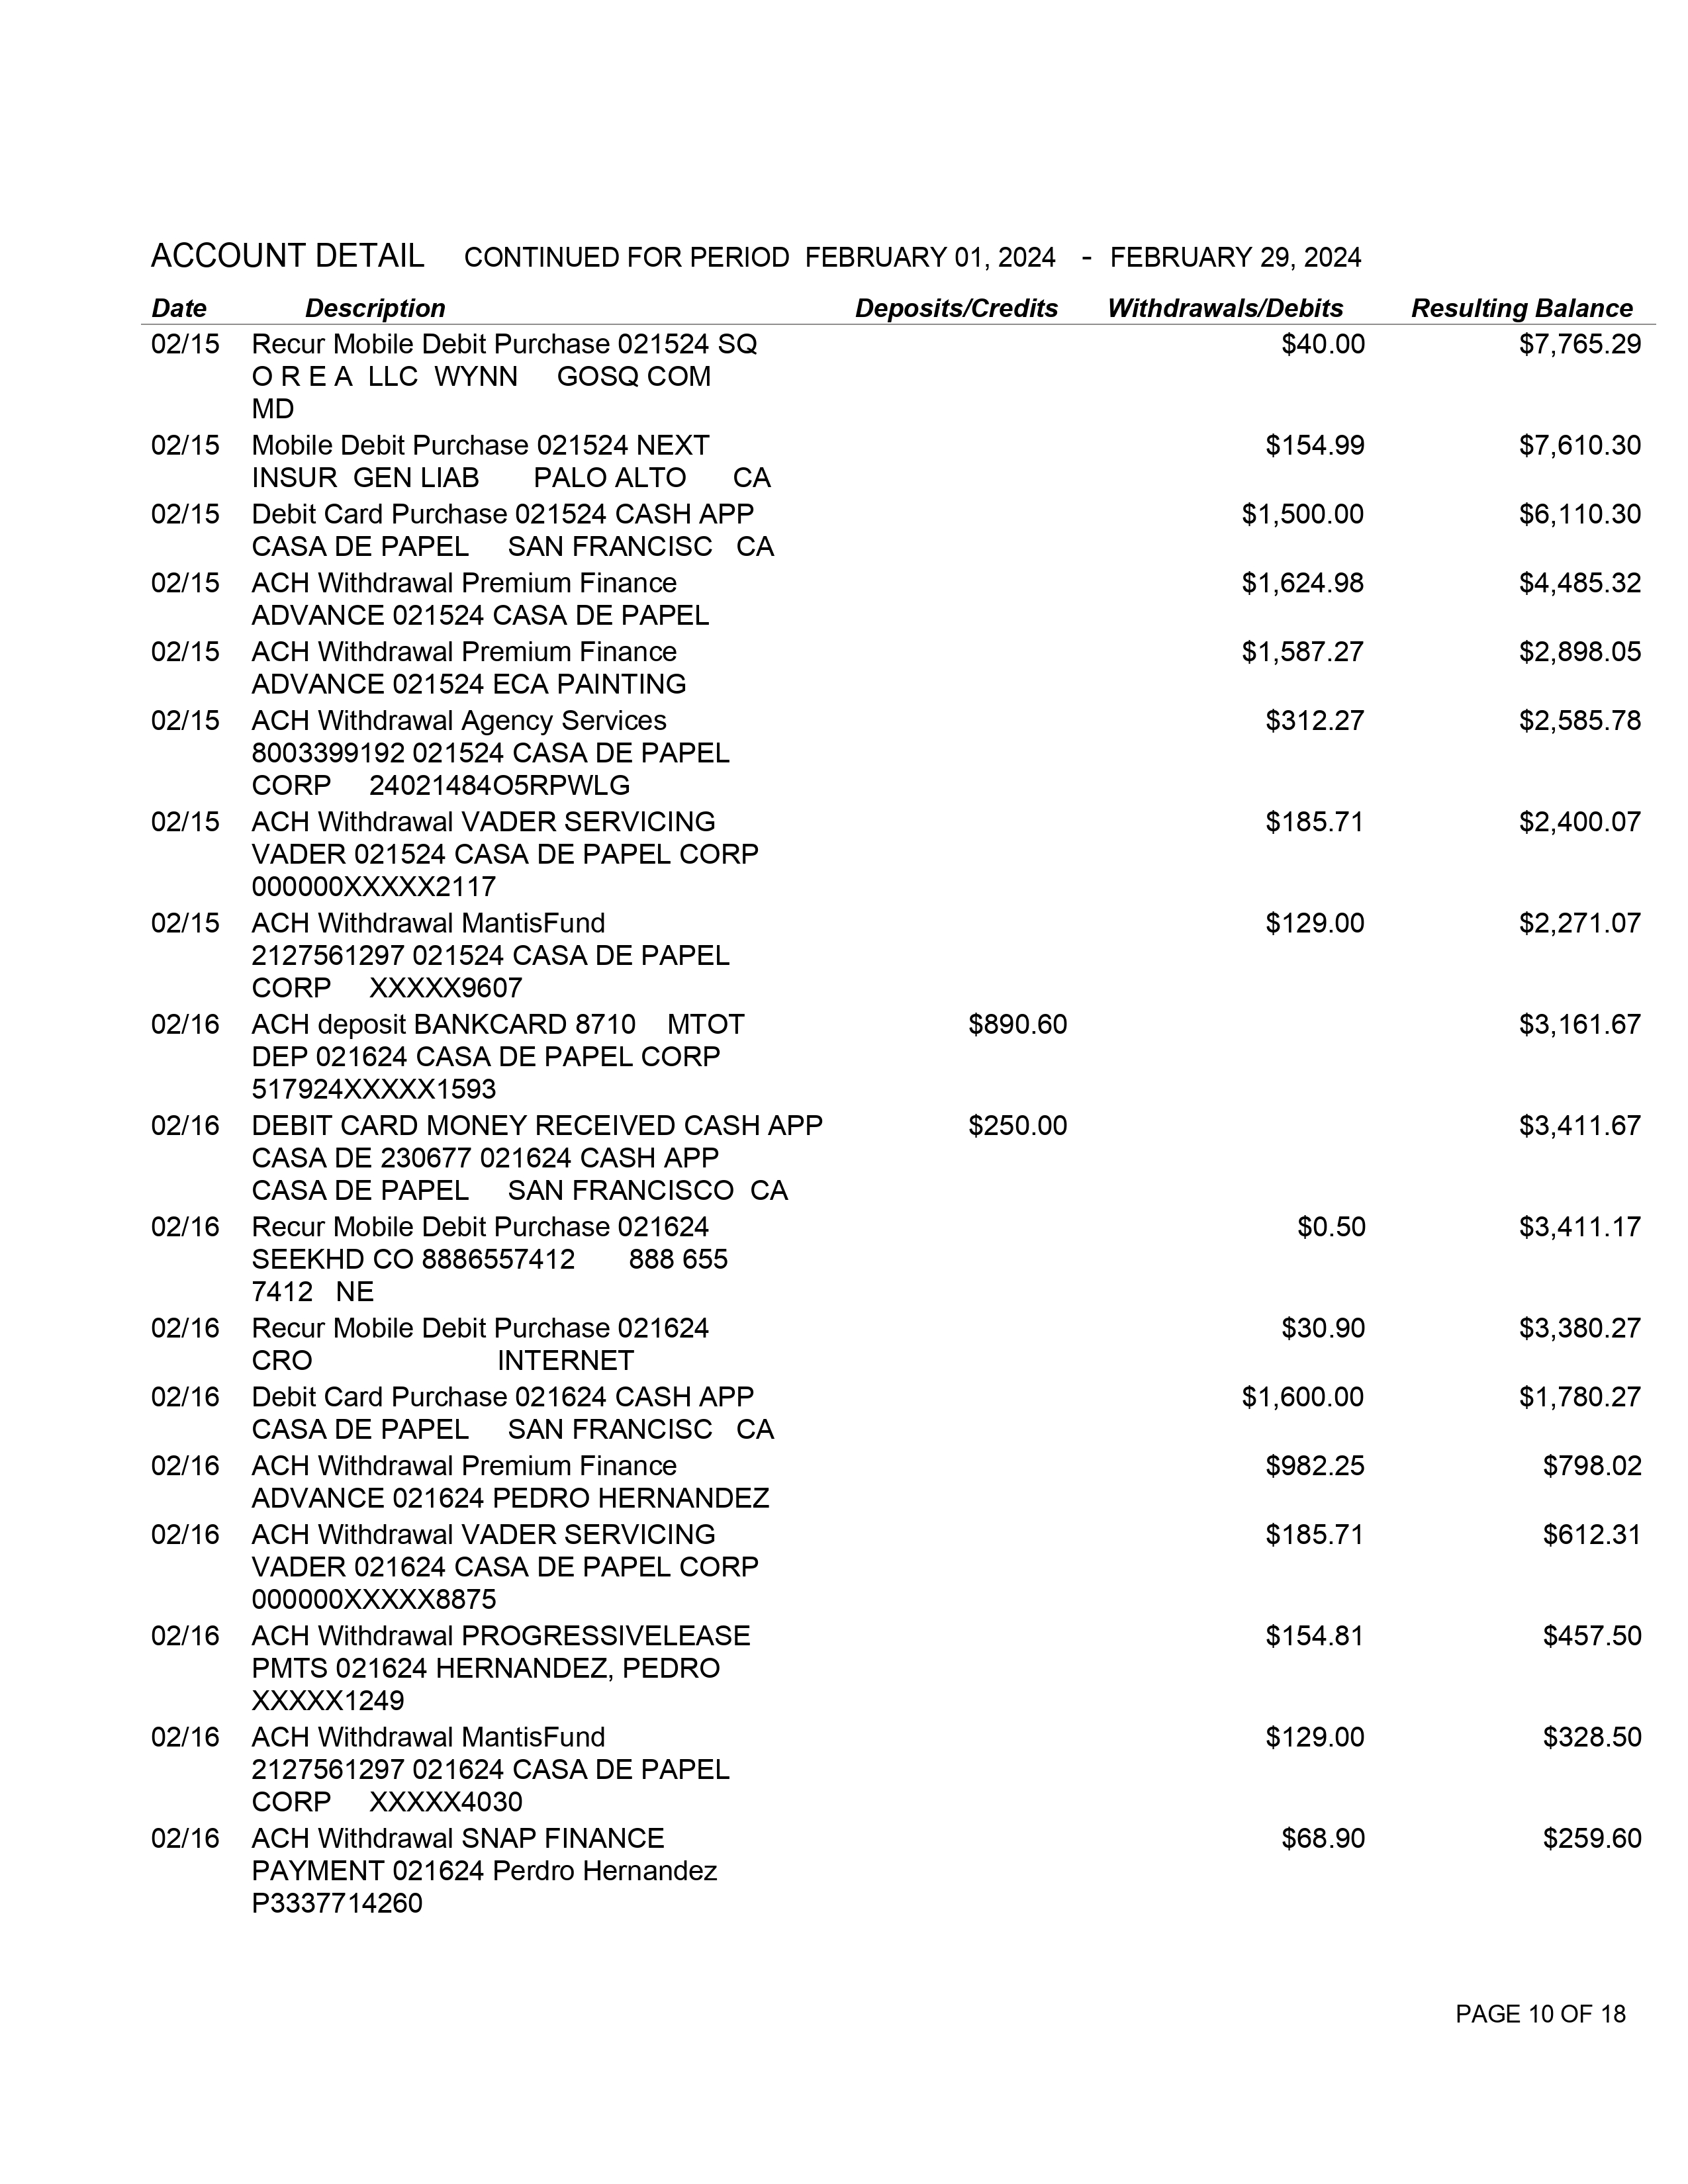 ACCOUNT DETAIL CONTINUED FOR PERIOD FEBRUARY 01, 2024 - FEBRUARY 29, 2024
Date Description Deposits/Credits Withdrawals/Debits Resulting Balance
02/15 Recur Mobile Debit Purchase 021524 SQ $40.00 $7,765.29
O R E A LLC WYNN GOSQ COM
MD
02/15 Mobile Debit Purchase 021524 NEXT $154.99 $7,610.30
INSUR GEN LIAB PALO ALTO CA
02/15 Debit Card Purchase 021524 CASH APP $1,500.00 $6,110.30
CASA DE PAPEL SAN FRANCISC CA
02/15 ACH Withdrawal Premium Finance $1,624.98 $4,485.32
ADVANCE 021524 CASA DE PAPEL
02/15 ACH Withdrawal Premium Finance $1,587.27 $2,898.05
ADVANCE 021524 ECA PAINTING
02/15 ACH Withdrawal Agency Services $312.27 $2,585.78
8003399192 021524 CASA DE PAPEL
CORP 24021484O5RPWLG
02/15 ACH Withdrawal VADER SERVICING $185.71 $2,400.07
VADER 021524 CASA DE PAPEL CORP
000000XXXXX2117
02/15 ACH Withdrawal MantisFund $129.00 $2,271.07
2127561297 021524 CASA DE PAPEL
CORP XXXXX9607
02/16 ACH deposit BANKCARD 8710 MTOT $890.60 $3,161.67
DEP 021624 CASA DE PAPEL CORP
517924XXXXX1593
02/16 DEBIT CARD MONEY RECEIVED CASH APP $250.00 $3,411.67
CASA DE 230677 021624 CASH APP
CASA DE PAPEL SAN FRANCISCO CA
02/16 Recur Mobile Debit Purchase 021624 $0.50 $3,411.17
SEEKHD CO 8886557412 888 655
7412 NE
02/16 Recur Mobile Debit Purchase 021624 $30.90 $3,380.27
CRO INTERNET
02/16 Debit Card Purchase 021624 CASH APP $1,600.00 $1,780.27
CASA DE PAPEL SAN FRANCISC CA
02/16 ACH Withdrawal Premium Finance $982.25 $798.02
ADVANCE 021624 PEDRO HERNANDEZ
02/16 ACH Withdrawal VADER SERVICING $185.71 $612.31
VADER 021624 CASA DE PAPEL CORP
000000XXXXX8875
02/16 ACH Withdrawal PROGRESSIVELEASE $154.81 $457.50
PMTS 021624 HERNANDEZ, PEDRO
XXXXX1249
02/16 ACH Withdrawal MantisFund $129.00 $328.50
2127561297 021624 CASA DE PAPEL
CORP XXXXX4030
02/16 ACH Withdrawal SNAP FINANCE $68.90 $259.60
PAYMENT 021624 Perdro Hernandez
P3337714260
PAGE 10 OF 18